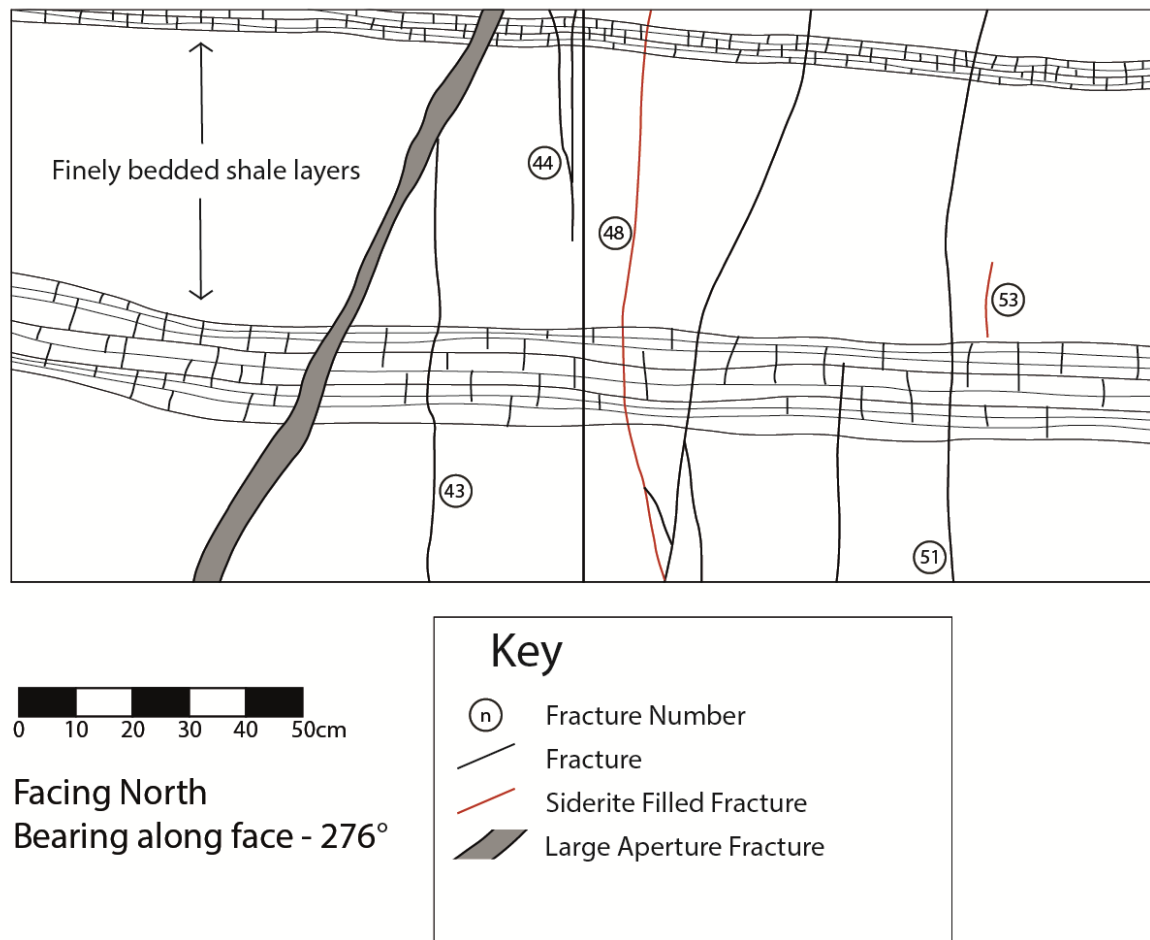 44
Finely bedded shale layers
48
53
43
51
Key
n Fracture Number
Fracture
Siderite Filled Fracture
Large Aperture Fracture
0 10 20 30 40 50cm
Facing North
Bearing along face - 276°